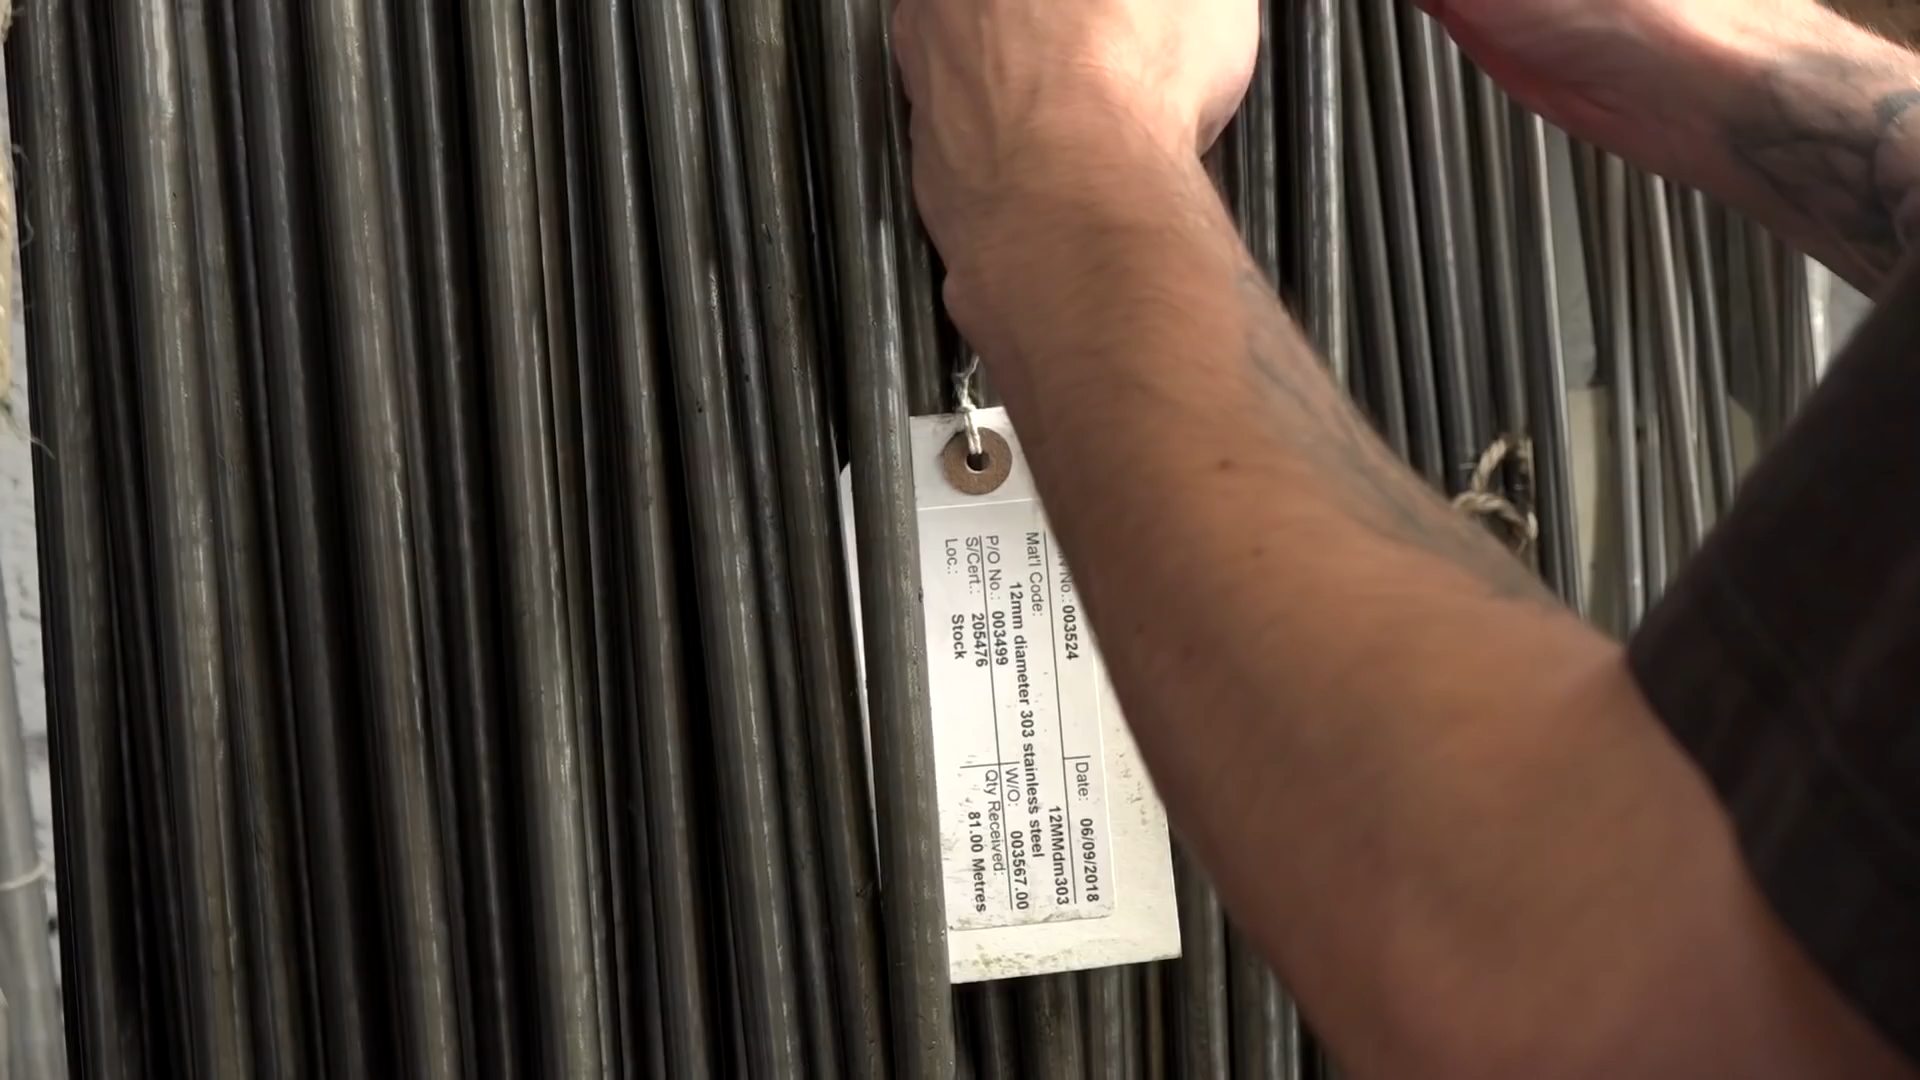 No.: 003524 Date: 06/09/2018
Mat'l Code: 12MMdm303
12mm diameter 303 stainless steel
P/O No.: 003499 W/O: 003567.00
S/Cert.: 205476 Qty Received:
Loc.: Stock 81.00 Metres